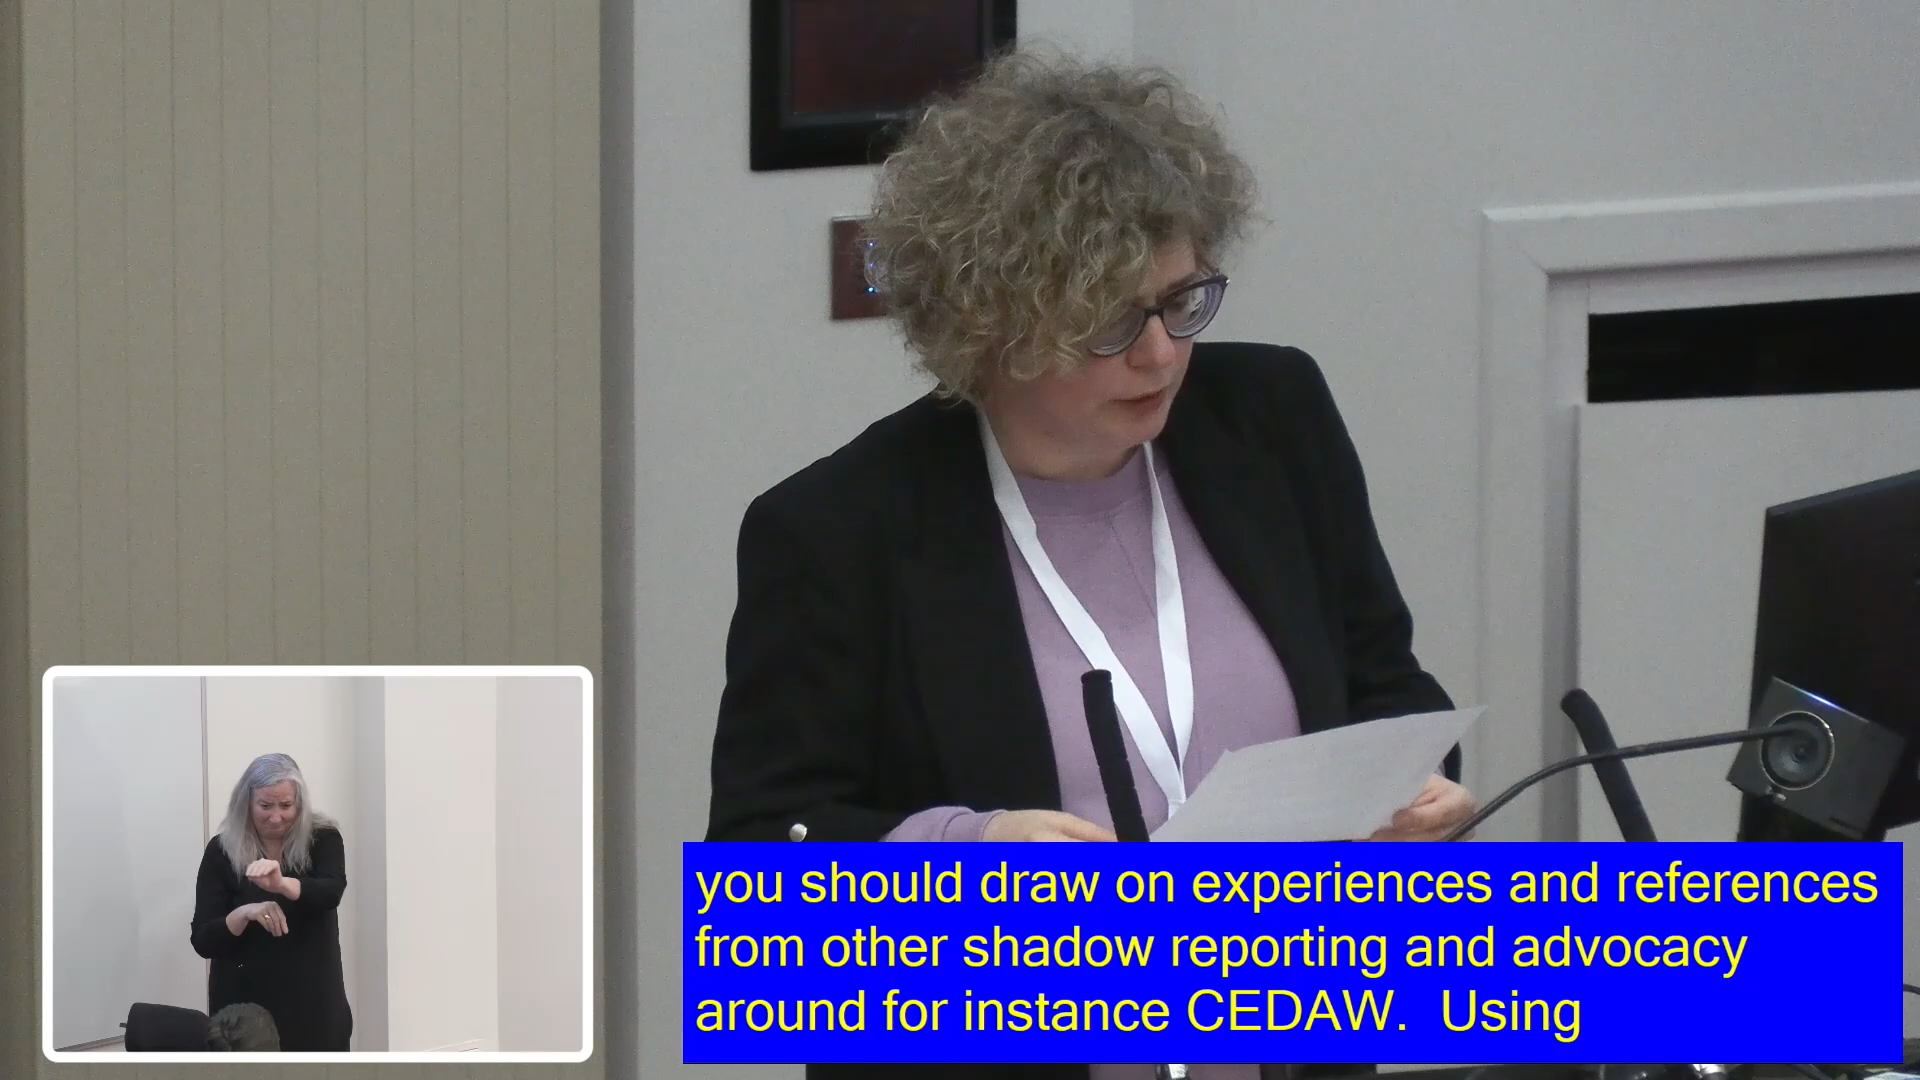 you should draw on experiences and references
from other shadow reporting and advocacy
around for instance CEDAW.  Using